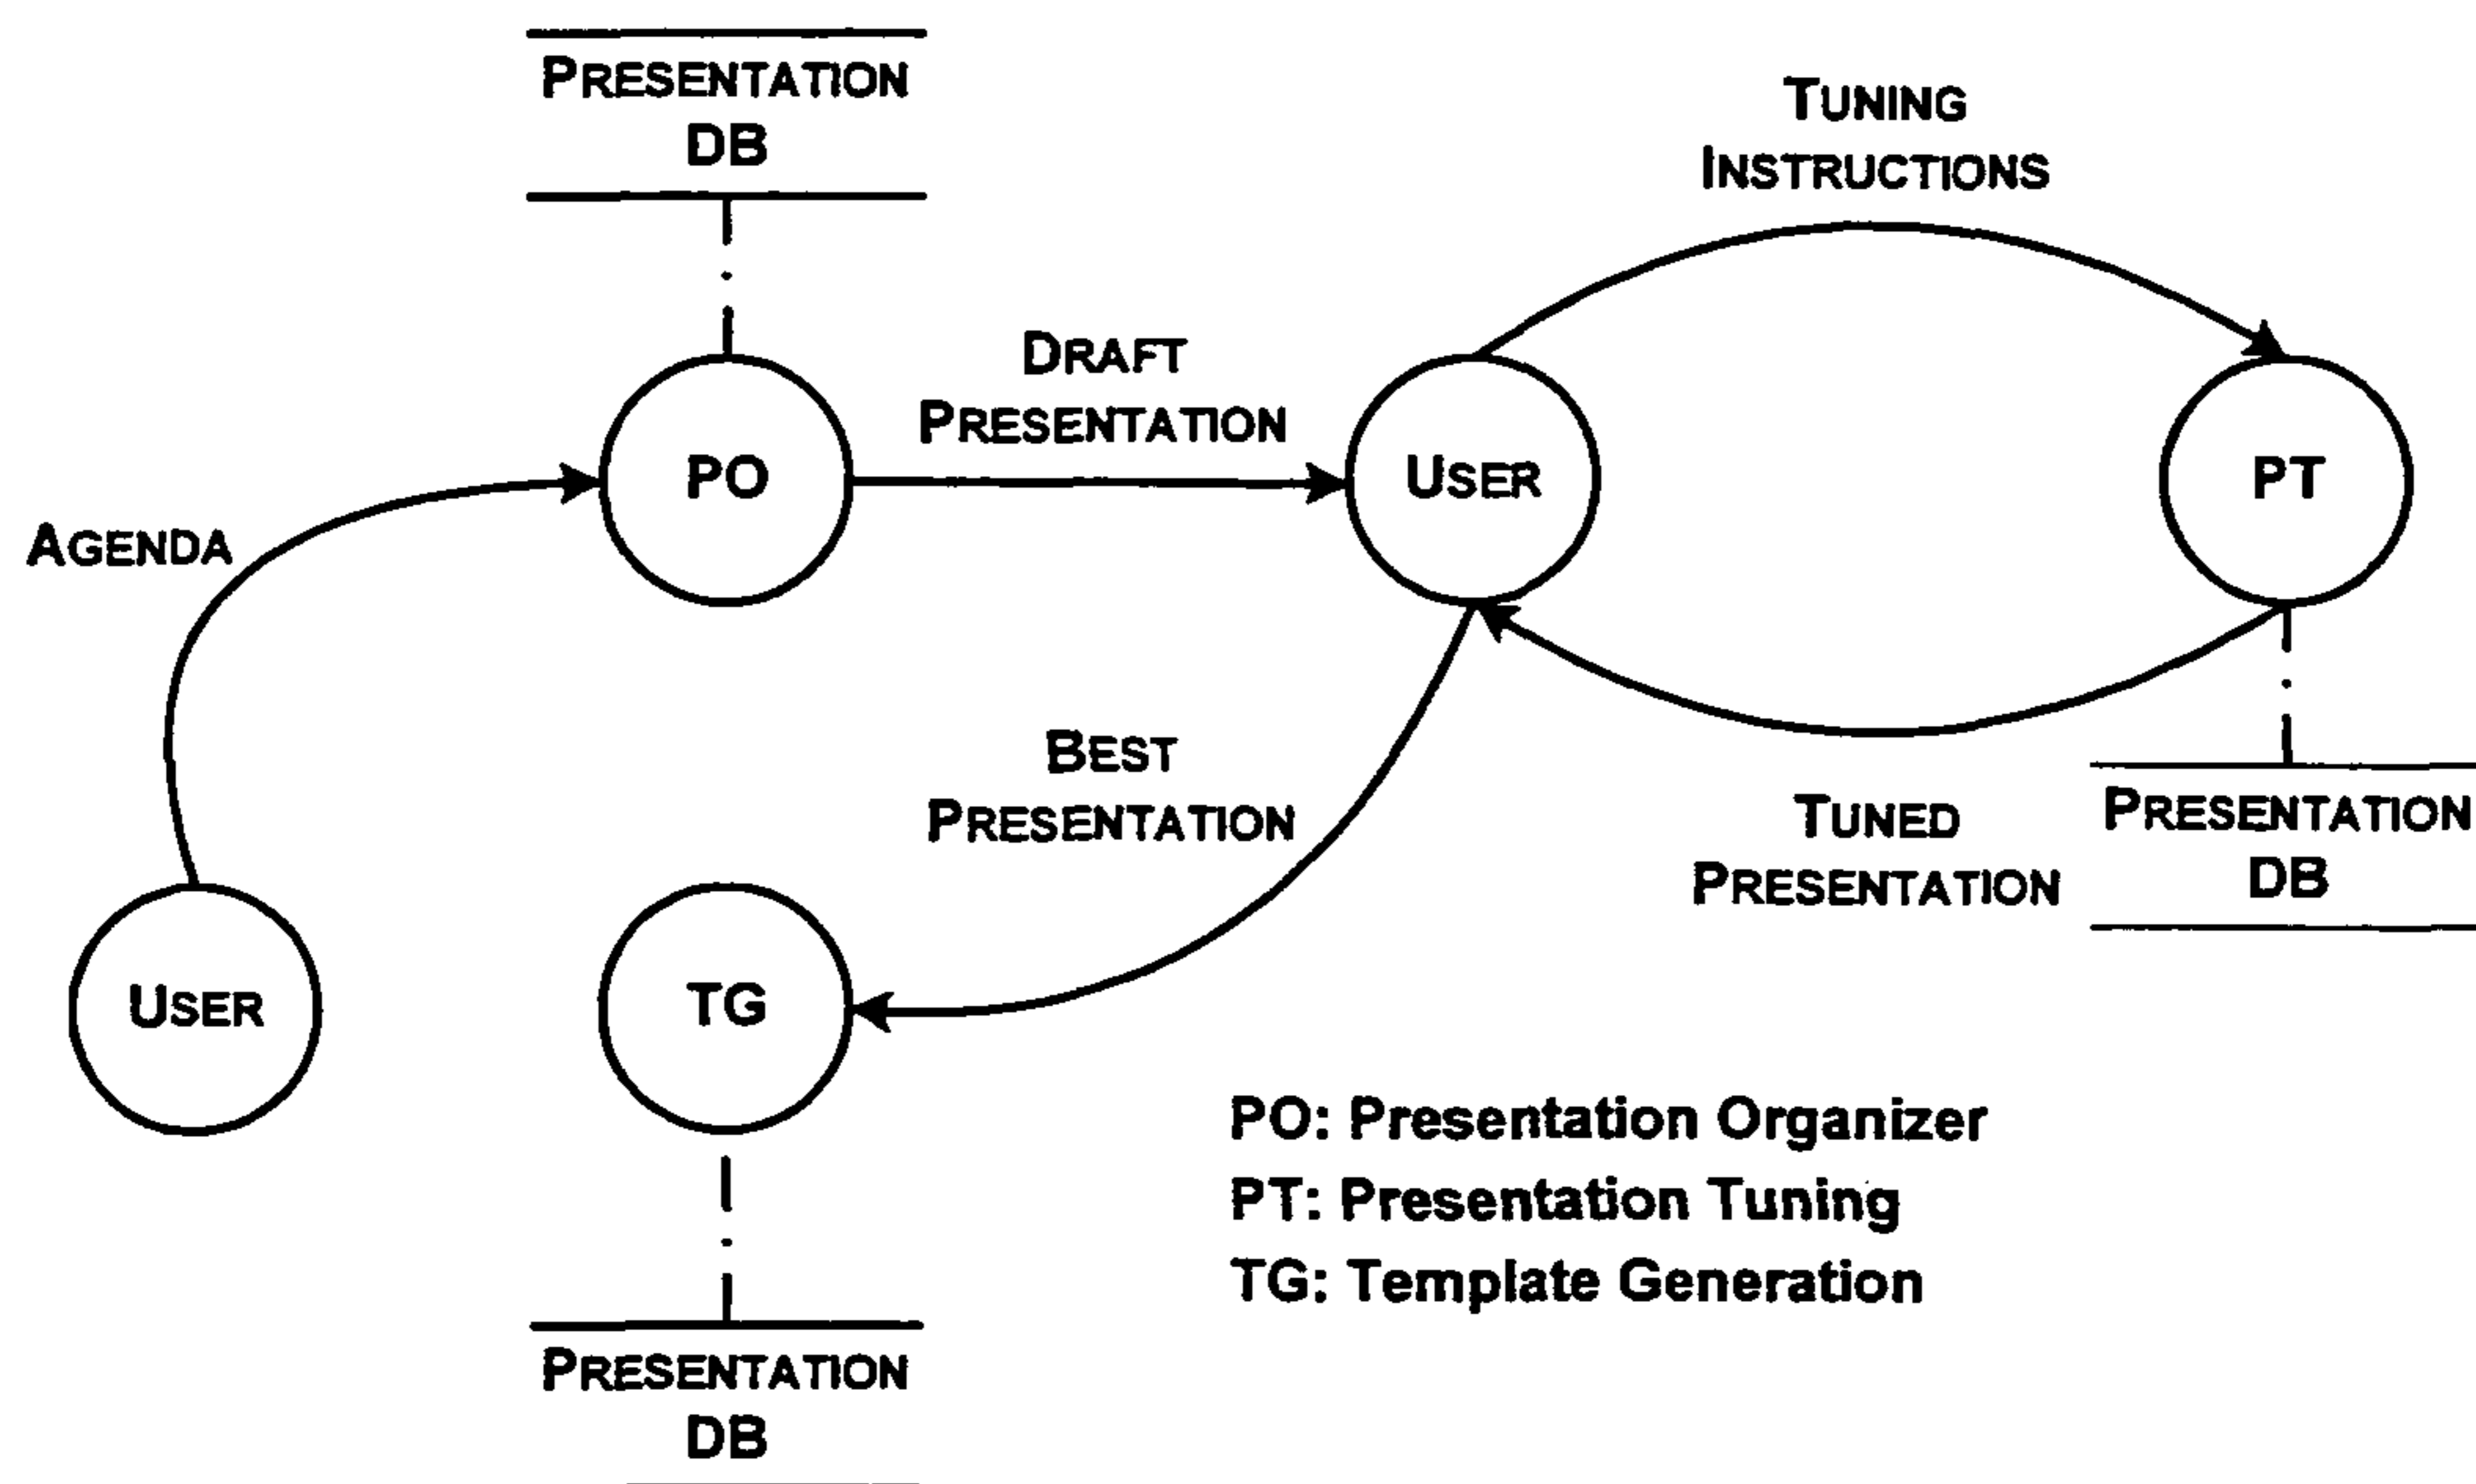 PRESENTATION
DB
TUNING
INSTRUCTIONS
DRAFT
PRESENTATION
PO
USER
PT
AGENDA
BEST
PRESENTATION
TUNED
PRESENTATION
PRESENTATION
DB
USER
TG
PO: Presentation Organizer
PT: Presentation Tuning
TG: Template Generation
PRESENTATION
DB